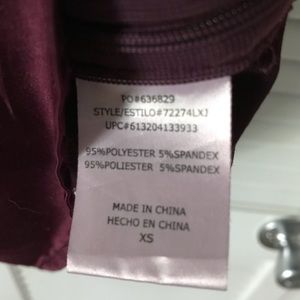 PO#636829
STYLE/ESTILO#72274LXJ
UPC#613204133933
95%POLYESTER 5%SPANDEX
95%POLIESTER 5%SPANDEX
MADE IN CHINA
HECHO EN CHINA
XS